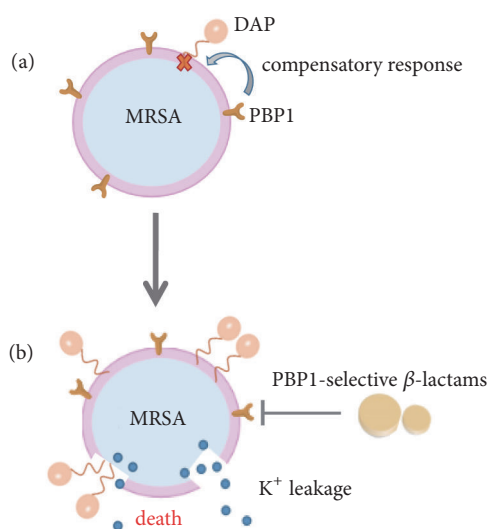 DAP
(a)
compensatory response
MRSA
PBP1
(b)
PBP1-selective β-lactams
MRSA
K⁺ leakage
death